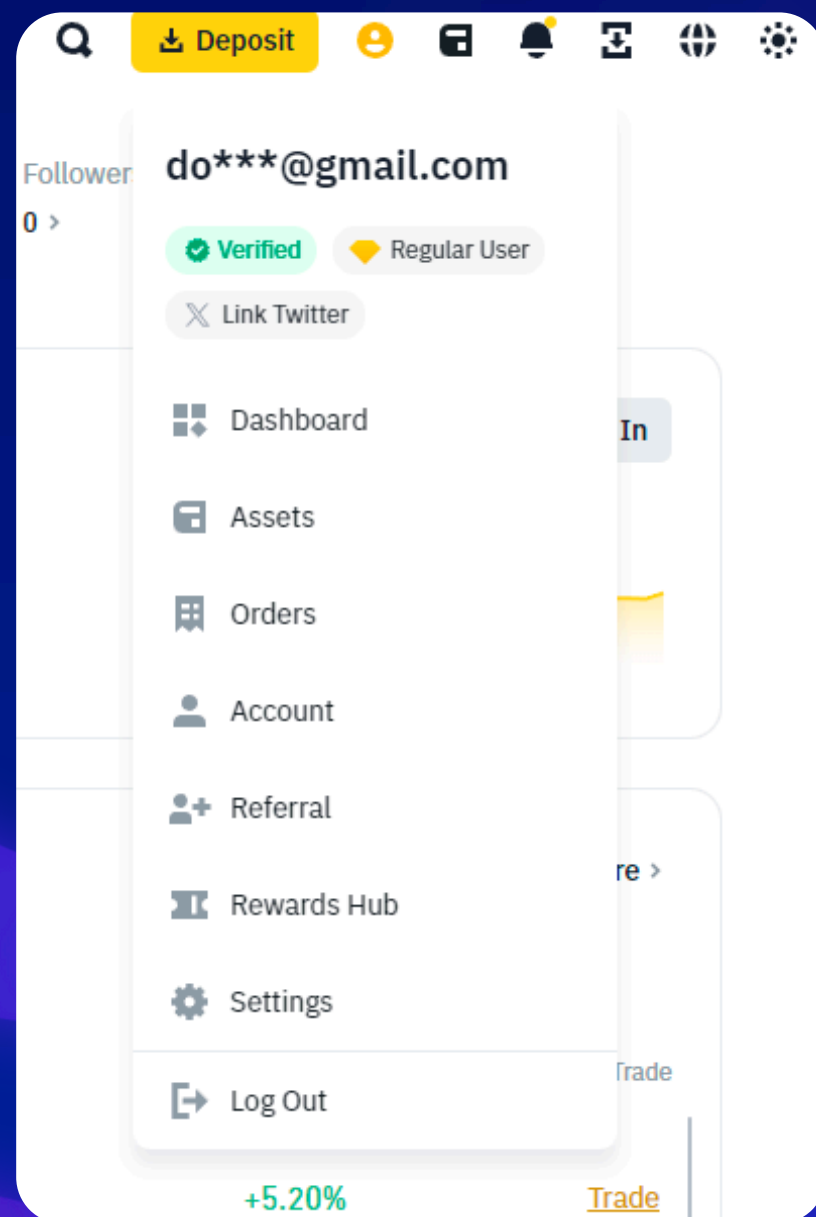 Deposit
Follower
do***@gmail.com
0 >
Verified
Regular User
Link Twitter
Dashboard
In
Assets
Orders
Account
Referral
re >
Rewards Hub
Settings
Trade
Log Out
+5.20%
Trade